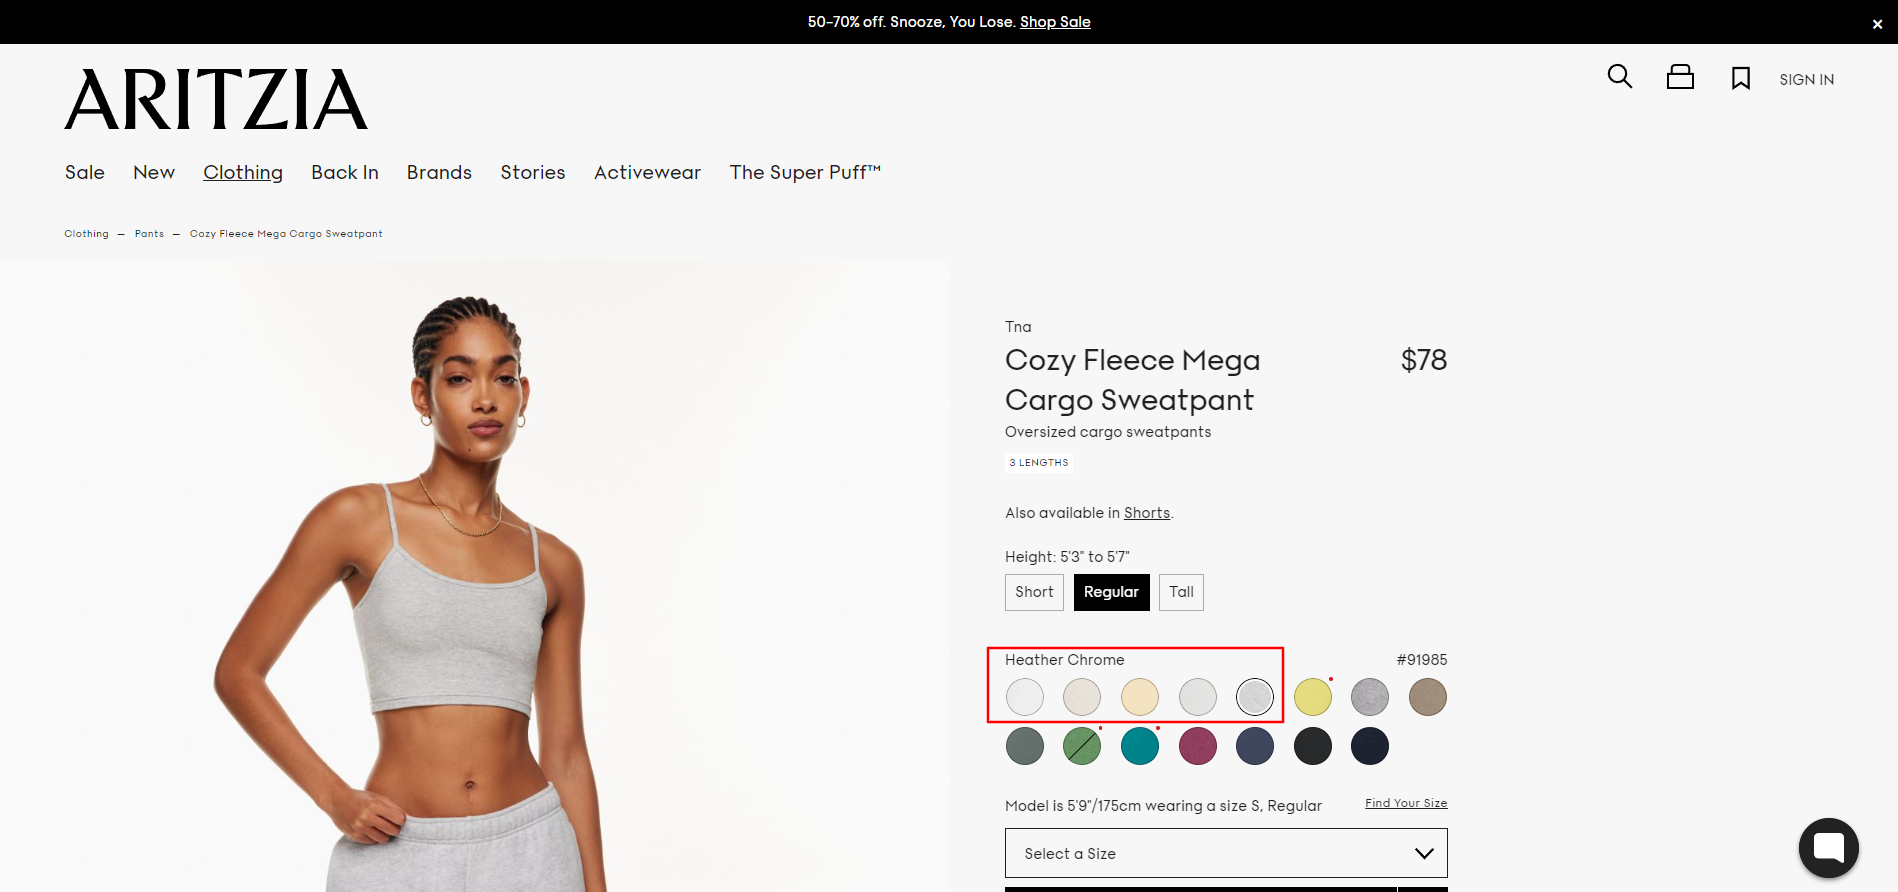 50–70% off. Snooze, You Lose. Shop Sale
ARITZIA
SIGN IN
Sale New Clothing Back In Brands Stories Activewear The Super Puff™
Clothing — Pants — Cozy Fleece Mega Cargo Sweatpant
Tna
Cozy Fleece Mega $78
Cargo Sweatpant
Oversized cargo sweatpants
3 LENGTHS
Also available in Shorts.
Height: 5'3" to 5'7"
Short Regular Tall
Heather Chrome #91985
Model is 5'9"/175cm wearing a size S, Regular Find Your Size
Select a Size